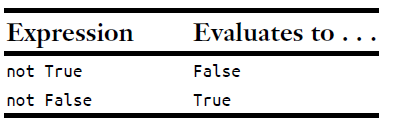 Expression Evaluates to . . .
not True False
not False True